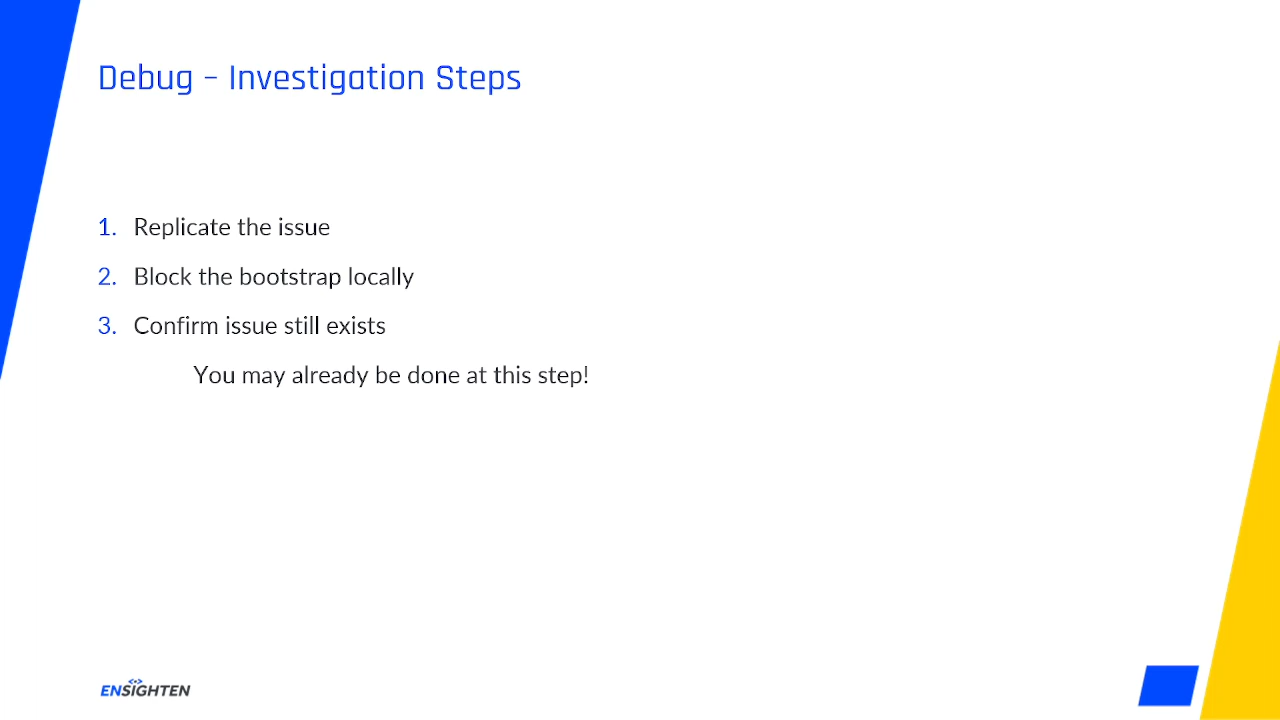 Debug – Investigation Steps
1. Replicate the issue
2. Block the bootstrap locally
3. Confirm issue still exists
You may already be done at this step!
ENSIGHTEN